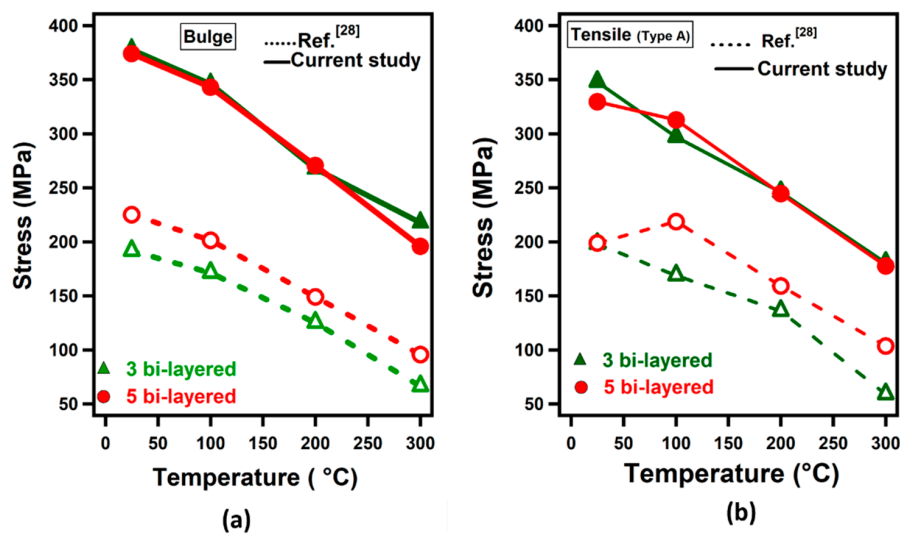 Bulge
Ref.[28]
Current study
400
350
300
250
200
150
100
50
Stress (MPa)
3 bi-layered
5 bi-layered
0 50 100 150 200 250 300
Temperature ( °C)
(a)
Tensile (Type A)
Ref.[28]
Current study
400
350
300
250
200
150
100
50
Stress (MPa)
3 bi-layered
5 bi-layered
0 50 100 150 200 250 300
Temperature (°C)
(b)